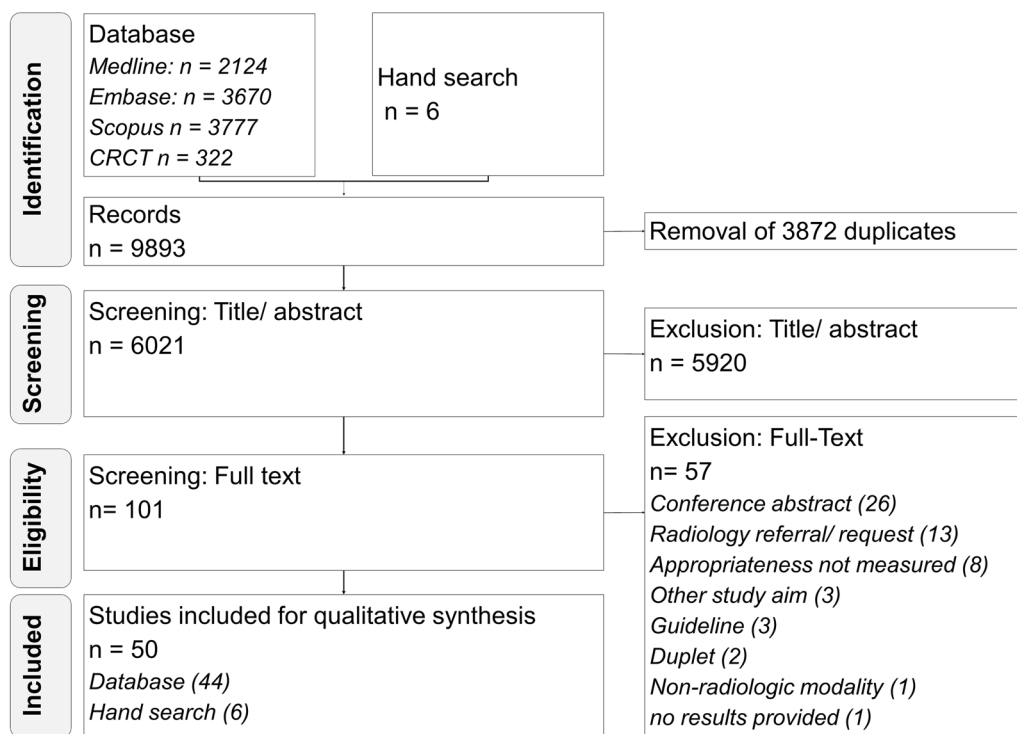 Identification
Database
Medline: n = 2124
Embase: n = 3670
Scopus n = 3777
CRCT n = 322
Hand search
n = 6
Records
n = 9893
Removal of 3872 duplicates
Screening
Screening: Title/ abstract
n = 6021
Exclusion: Title/ abstract
n = 5920
Eligibility
Screening: Full text
n= 101
Exclusion: Full-Text
n= 57
Conference abstract (26)
Radiology referral/ request (13)
Appropriateness not measured (8)
Other study aim (3)
Guideline (3)
Duplet (2)
Non-radiologic modality (1)
no results provided (1)
Included
Studies included for qualitative synthesis
n = 50
Database (44)
Hand search (6)